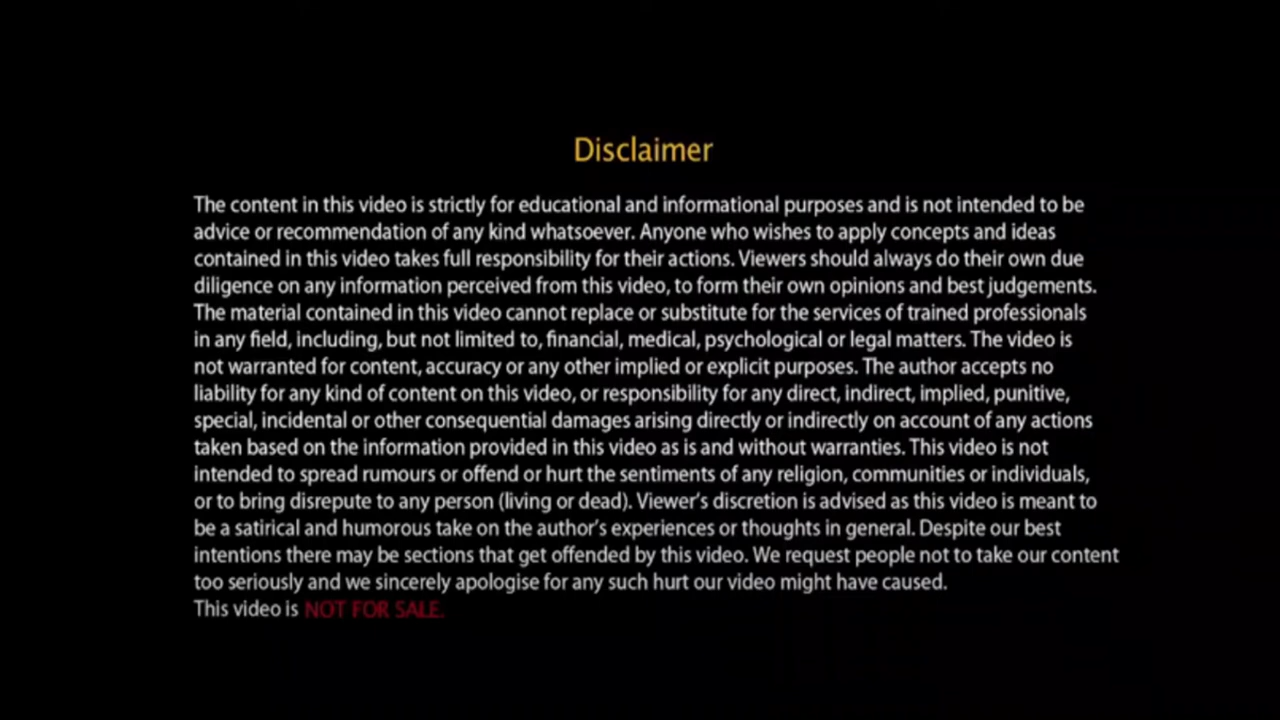 Disclaimer
The content in this video is strictly for educational and informational purposes and is not intended to be
advice or recommendation of any kind whatsoever. Anyone who wishes to apply concepts and ideas
contained in this video takes full responsibility for their actions. Viewers should always do their own due
diligence on any information perceived from this video, to form their own opinions and best judgements.
The material contained in this video cannot replace or substitute for the services of trained professionals
in any field, including, but not limited to, financial, medical, psychological or legal matters. The video is
not warranted for content, accuracy or any other implied or explicit purposes. The author accepts no
liability for any kind of content on this video, or responsibility for any direct, indirect, implied, punitive,
special, incidental or other consequential damages arising directly or indirectly on account of any actions
taken based on the information provided in this video as is and without warranties. This video is not
intended to spread rumours or offend or hurt the sentiments of any religion, communities or individuals,
or to bring disrepute to any person (living or dead). Viewer's discretion is advised as this video is meant to
be a satirical and humorous take on the author's experiences or thoughts in general. Despite our best
intentions there may be sections that get offended by this video. We request people not to take our content
too seriously and we sincerely apologise for any such hurt our video might have caused.
This video is NOT FOR SALE.